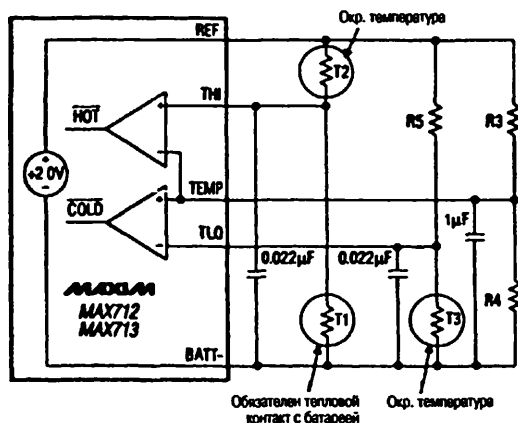 REF
Окр. температура
T2
THI
HOT
R5
R3
+2.0V
TEMP
COLD
1µF
TLO
0.022µF
0.022µF
MAXIM
MAX712
MAX713
T1
T3
R4
BATT-
Обязателен тепловой
контакт с батареей
Окр. температура